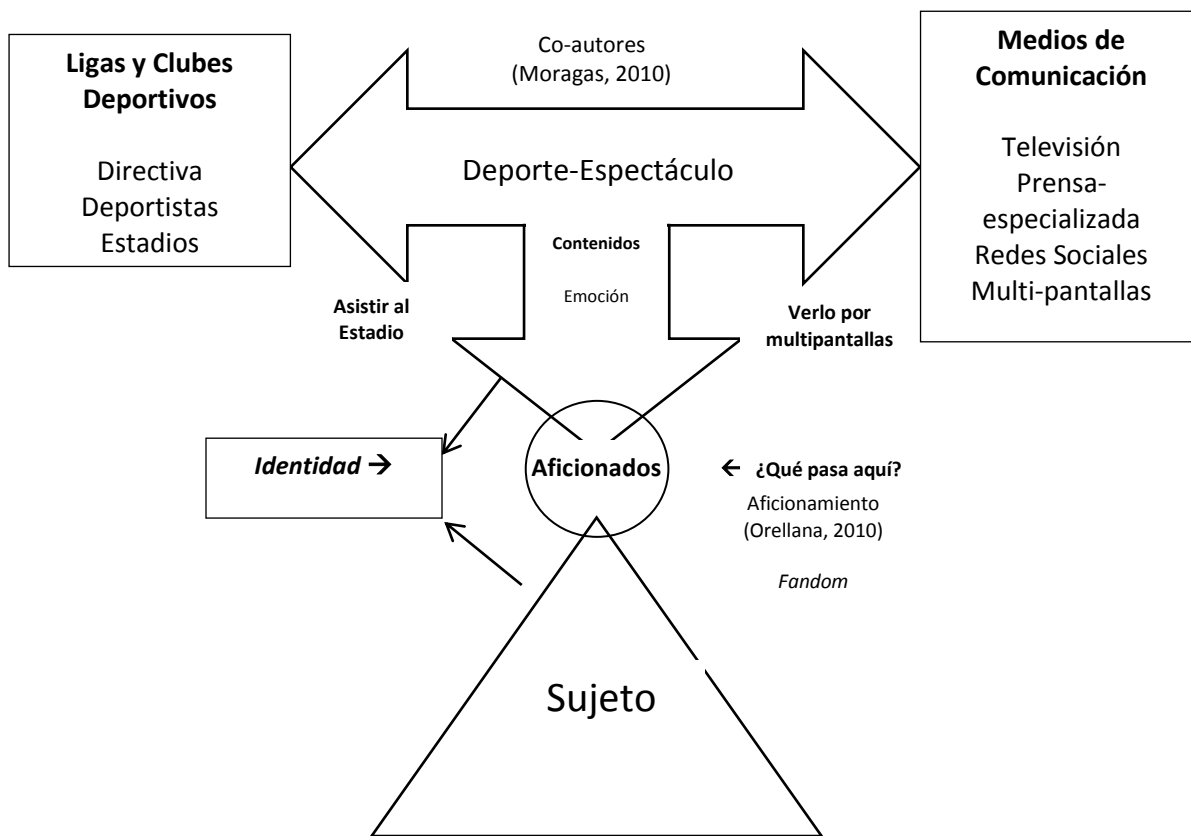 Ligas y Clubes
Deportivos
Directiva
Deportistas
Estadios
Co-autores
(Moragas, 2010)
Deporte-Espectáculo
Medios de
Comunicación
Televisión
Prensa-
especializada
Redes Sociales
Multi-pantallas
Contenidos
Emoción
Asistir al
Estadio
Verlo por
multipantallas
Identidad →
Aficionados
← ¿Qué pasa aquí?
Aficionamiento
(Orellana, 2010)
Fandom
Sujeto